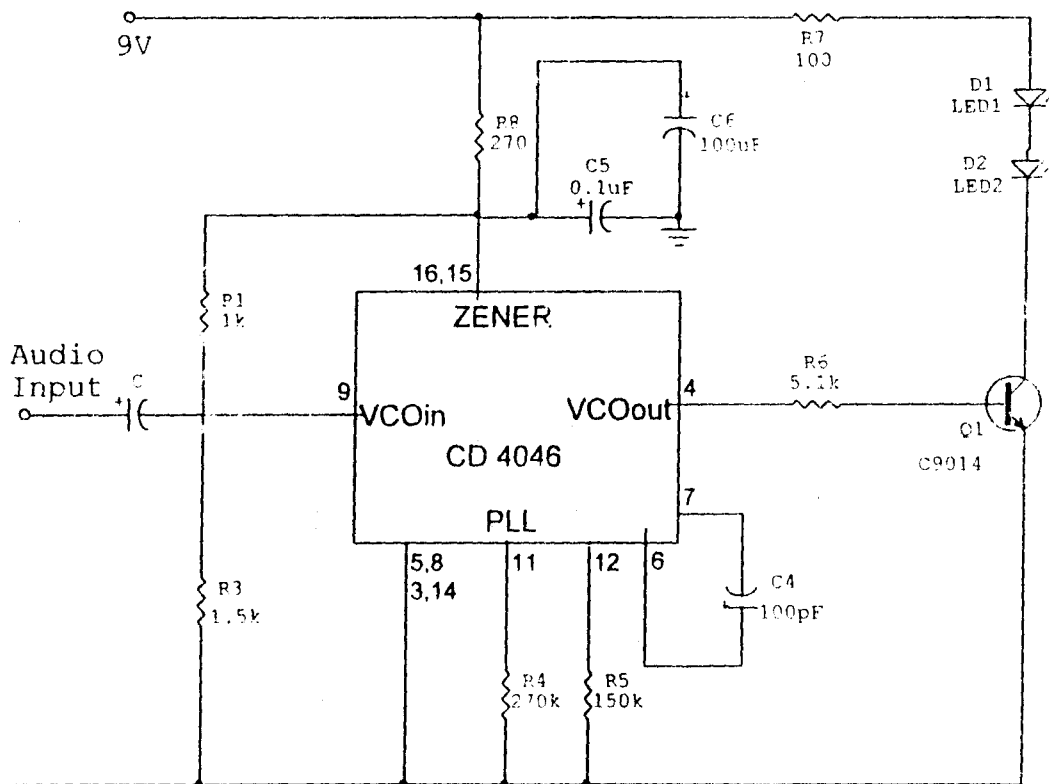 9V
R7
100
D1
LED1
D2
LED2
R8
270
C6
100uF
C5
0.1uF
+
16,15
ZENER
R1
1k
Audio
Input
C
+
9
VCOin
VCOout
4
CD 4046
R6
5.1k
Q1
C9014
PLL
7
5,8
3,14
11
12
6
C4
100pF
R3
1.5k
R4
270k
R5
150k